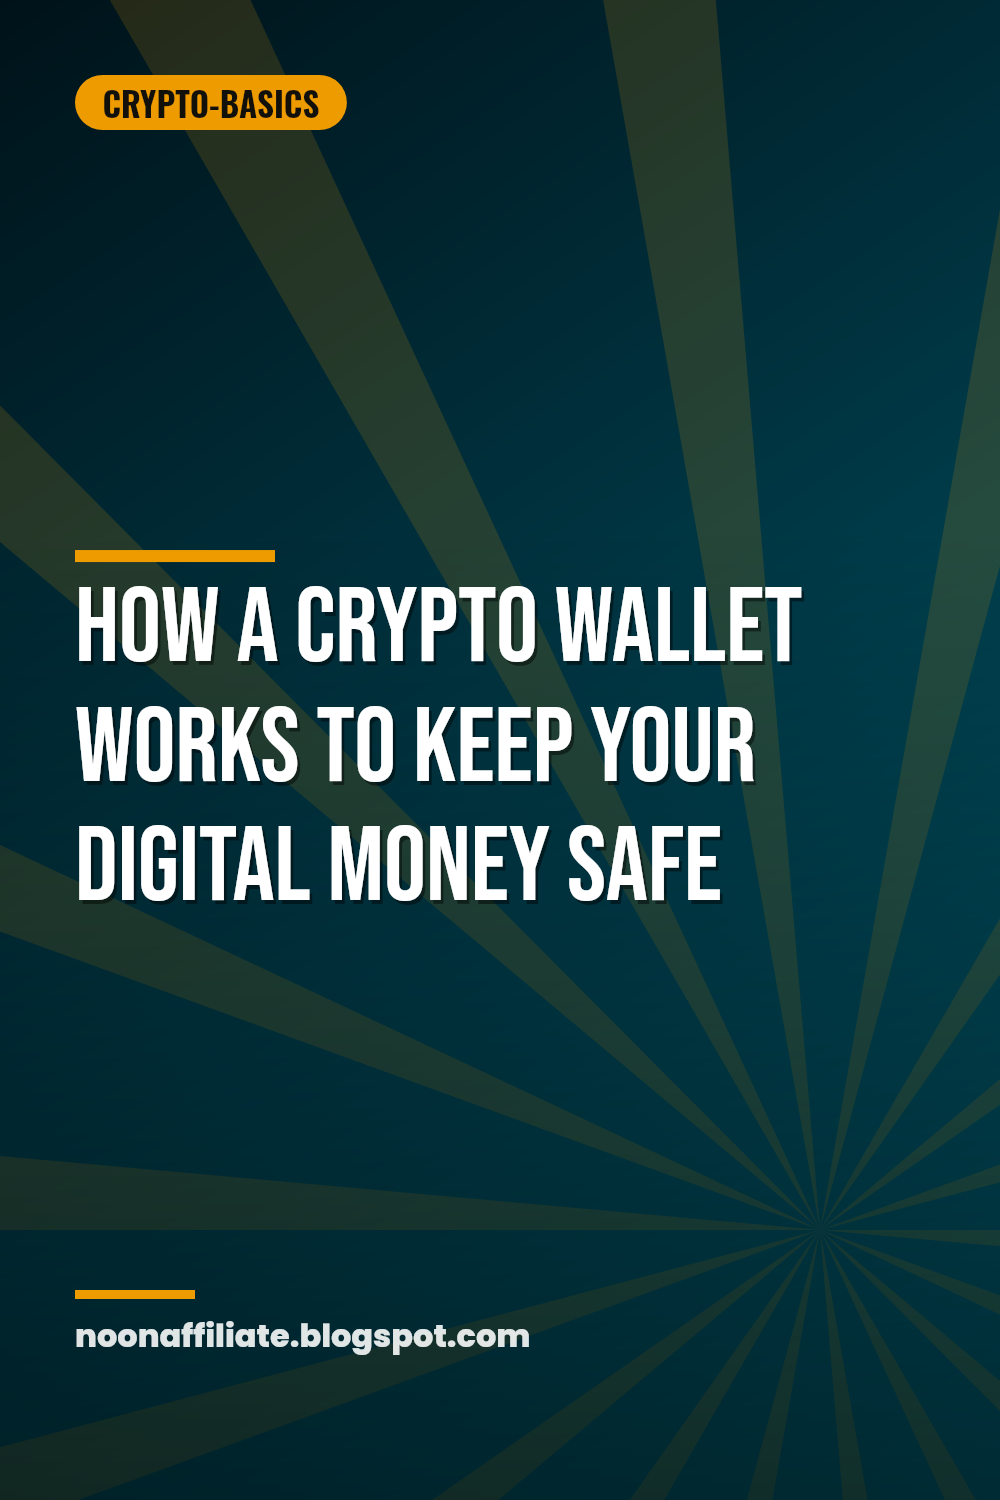 CRYPTO-BASICS
HOW A CRYPTO WALLET
WORKS TO KEEP YOUR
DIGITAL MONEY SAFE
noonaffiliate.blogspot.com